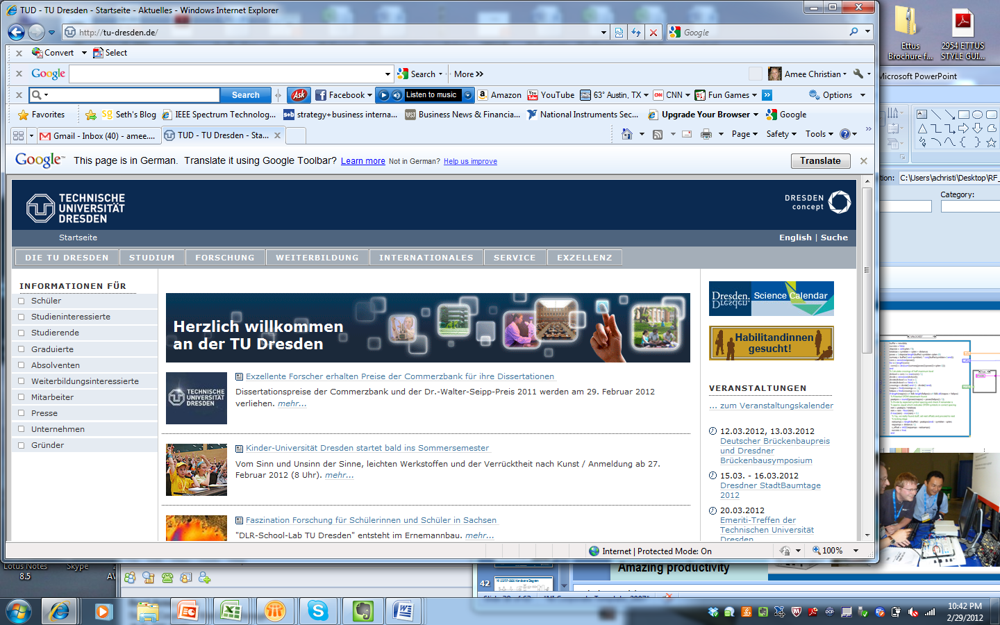 TUD - TU Dresden - Startseite - Aktuelles - Windows Internet Explorer
http://tu-dresden.de/
Google
Convert Select
Google Search More » Amee Christian
Search Ask Facebook Listen to music Amazon YouTube 63° Austin, TX CNN Fun Games » Options
Favorites Seth's Blog IEEE Spectrum Technolog... strategy+business interna... Business News & Financia... National Instruments Sec... Upgrade Your Browser Google
Gmail - Inbox (40) - amee.... TUD - TU Dresden - Sta... Page Safety Tools
Google™ This page is in German. Translate it using Google Toolbar? Learn more Not in German? Help us improve Translate
TECHNISCHE
UNIVERSITÄT
DRESDEN
DRESDEN
concept
Startseite
English | Suche
DIE TU DRESDEN STUDIUM FORSCHUNG WEITERBILDUNG INTERNATIONALES SERVICE EXZELLENZ
INFORMATIONEN FÜR
Schüler
Studieninteressierte
Studierende
Graduierte
Absolventen
Weiterbildungsinteressierte
Mitarbeiter
Presse
Unternehmen
Gründer
Herzlich willkommen
an der TU Dresden
TECHNISCHE
UNIVERSITÄT
DRESDEN
Exzellente Forscher erhalten Preise der Commerzbank für ihre Dissertationen
Dissertationspreise der Commerzbank und der Dr.-Walter-Seipp-Preis 2011 werden am 29. Februar 2012
verliehen. mehr...
Kinder-Universität Dresden startet bald ins Sommersemester
Vom Sinn und Unsinn der Sinne, leichten Werkstoffen und der Verrücktheit nach Kunst / Anmeldung ab 27.
Februar 2012 (8 Uhr). mehr...
Faszination Forschung für Schülerinnen und Schüler in Sachsen
"DLR-School-Lab TU Dresden" entsteht im Ernemannbau. mehr...
Dresden. Science Calendar
Habilitandinnen
gesucht!
VERANSTALTUNGEN
... zum Veranstaltungskalender
12.03.2012, 13.03.2012
Deutscher Brückenbaupreis
und Dresdner
Brückenbausymposium
15.03. - 16.03.2012
Dresdner StadtBaumtage
2012
20.03.2012
Emeriti-Treffen der
Technischen Universität
Dresden
Internet | Protected Mode: On
100%
Ettus
Brochure f...
2954 ETTUS
STYLE GUI...
Microsoft PowerPoint
tion: C:\Users\achristi\Desktop\RF_
Category:
Lotus Notes
8.5
Skype
AV
42
Amazing productivity
10:42 PM
2/29/2012